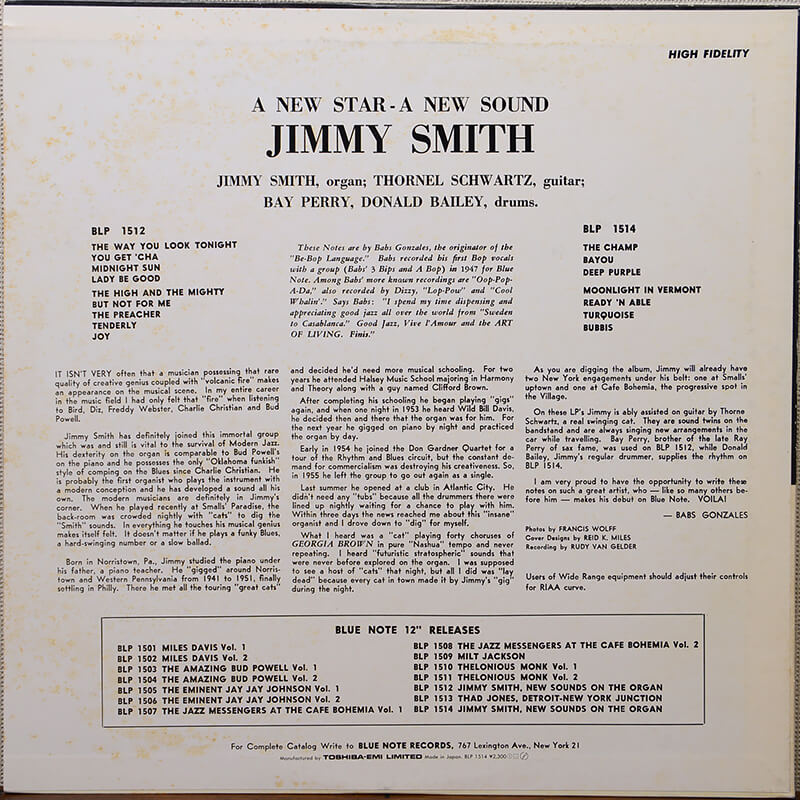 HIGH FIDELITY
A NEW STAR - A NEW SOUND
JIMMY SMITH
JIMMY SMITH, organ; THORNEL SCHWARTZ, guitar;
BAY PERRY, DONALD BAILEY, drums.
BLP 1512
THE WAY YOU LOOK TONIGHT
YOU GET 'CHA
MIDNIGHT SUN
LADY BE GOOD
THE HIGH AND THE MIGHTY
BUT NOT FOR ME
THE PREACHER
TENDERLY
JOY
These Notes are by Babs Gonzales, the originator of the
"Be-Bop Language." Babs recorded his first Bop vocals
with a group (Babs' 3 Bips and A Bop) in 1947 for Blue
Note. Among Babs' more known recordings are "Oop-Pop-
A-Da," also recorded by Dizzy, "Lop-Pow" and "Cool
Whalin'." Says Babs: "I spend my time dispensing and
appreciating good jazz all over the world from "Sweden
to Casablanca." Good Jazz, Vive l'Amour and the ART
OF LIVING. Finis."
BLP 1514
THE CHAMP
BAYOU
DEEP PURPLE
MOONLIGHT IN VERMONT
READY 'N ABLE
TURQUOISE
BUBBIS
IT ISN'T VERY often that a musician possessing that rare
quality of creative genius coupled with "volcanic fire" makes
an appearance on the musical scene. In my entire career
in the music field I had only felt that "fire" when listening
to Bird, Diz, Freddy Webster, Charlie Christian and Bud
Powell.
Jimmy Smith has definitely joined this immortal group
which was and still is vital to the survival of Modern Jazz.
His dexterity on the organ is comparable to Bud Powell's
on the piano and he possesses the only "Oklahoma funkish"
style of comping on the Blues since Charlie Christian. He
is probably the first organist who plays the instrument with
a modern conception and he has developed a sound all his
own. The modern musicians are definitely in Jimmy's
corner. When he played recently at Smalls' Paradise, the
back-room was crowded nightly with "cats" to dig the
"Smith" sounds. In everything he touches his musical genius
makes itself felt. It doesn't matter if he plays a funky Blues,
a hard-swinging number or a slow ballad.
Born in Norristown, Pa., Jimmy studied the piano under
his father, a piano teacher. He "gigged" around Norris-
town and Western Pennsylvania from 1941 to 1951, finally
settling in Philly. There he met all the touring "great cats"
and decided he'd need more musical schooling. For two
years he attended Halsey Music School majoring in Harmony
and Theory along with a guy named Clifford Brown.
After completing his schooling he began playing "gigs"
again, and when one night in 1953 he heard Wild Bill Davis,
he decided then and there that the organ was for him. For
the next year he gigged on piano by night and practiced
the organ by day.
Early in 1954 he joined the Don Gardner Quartet for a
tour of the Rhythm and Blues circuit, but the constant de-
mand for commercialism was destroying his creativeness. So,
in 1955 he left the group to go out again as a single.
Last summer he opened at a club in Atlantic City. He
didn't need any "tubs" because all the drummers there were
lined up nightly waiting for a chance to play with him.
Within three days the news reached me about this "insane"
organist and I drove down to "dig" for myself.
What I heard was a "cat" playing forty choruses of
GEORGIA BROWN in pure "Nashua" tempo and never
repeating. I heard "futuristic stratospheric" sounds that
were never before explored on the organ. I was supposed
to see a host of "cats" that night, but all I did was "lay
dead" because every cat in town made it by Jimmy's "gig"
during the night.
As you are digging the album, Jimmy will already have
two New York engagements under his belt: one at Smalls'
uptown and one at Cafe Bohemia, the progressive spot in
the Village.
On these LP's Jimmy is ably assisted on guitar by Thorne
Schwartz, a real swinging cat. They are sound twins on the
bandstand and are always singing new arrangements in the
car while travelling. Bay Perry, brother of the late Ray
Perry of sax fame, was used on BLP 1512, while Donald
Bailey, Jimmy's regular drummer, supplies the rhythm on
BLP 1514.
I am very proud to have the opportunity to write these
notes on such a great artist, who — like so many others be-
fore him — makes his debut on Blue Note. VOILA!
— BABS GONZALES
Photos by FRANCIS WOLFF
Cover Designs by REID K. MILES
Recording by RUDY VAN GELDER
Users of Wide Range equipment should adjust their controls
for RIAA curve.
BLUE NOTE 12" RELEASES
BLP 1501 MILES DAVIS Vol. 1
BLP 1502 MILES DAVIS Vol. 2
BLP 1503 THE AMAZING BUD POWELL Vol. 1
BLP 1504 THE AMAZING BUD POWELL Vol. 2
BLP 1505 THE EMINENT JAY JAY JOHNSON Vol. 1
BLP 1506 THE EMINENT JAY JAY JOHNSON Vol. 2
BLP 1507 THE JAZZ MESSENGERS AT THE CAFE BOHEMIA Vol. 1
BLP 1508 THE JAZZ MESSENGERS AT THE CAFE BOHEMIA Vol. 2
BLP 1509 MILT JACKSON
BLP 1510 THELONIOUS MONK Vol. 1
BLP 1511 THELONIOUS MONK Vol. 2
BLP 1512 JIMMY SMITH, NEW SOUNDS ON THE ORGAN
BLP 1513 THAD JONES, DETROIT-NEW YORK JUNCTION
BLP 1514 JIMMY SMITH, NEW SOUNDS ON THE ORGAN
For Complete Catalog Write to BLUE NOTE RECORDS, 767 Lexington Ave., New York 21
Manufactured by TOSHIBA-EMI LIMITED Made in Japan. BLP 1514 ¥2,300